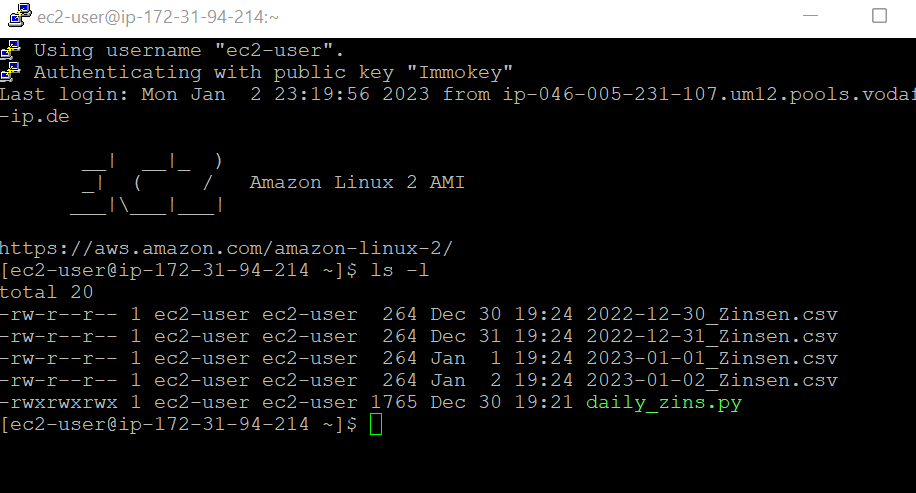 ec2-user@ip-172-31-94-214:~
Using username "ec2-user".
Authenticating with public key "Immokey"
Last login: Mon Jan  2 23:19:56 2023 from ip-046-005-231-107.um12.pools.vodaf
-ip.de
       __|  __|_  )
       _|  (     /   Amazon Linux 2 AMI
      ___|\___|___|
https://aws.amazon.com/amazon-linux-2/
[ec2-user@ip-172-31-94-214 ~]$ ls -l
total 20
-rw-r--r-- 1 ec2-user ec2-user  264 Dec 30 19:24 2022-12-30_Zinsen.csv
-rw-r--r-- 1 ec2-user ec2-user  264 Dec 31 19:24 2022-12-31_Zinsen.csv
-rw-r--r-- 1 ec2-user ec2-user  264 Jan  1 19:24 2023-01-01_Zinsen.csv
-rw-r--r-- 1 ec2-user ec2-user  264 Jan  2 19:24 2023-01-02_Zinsen.csv
-rwxrwxrwx 1 ec2-user ec2-user 1765 Dec 30 19:21 daily_zins.py
[ec2-user@ip-172-31-94-214 ~]$